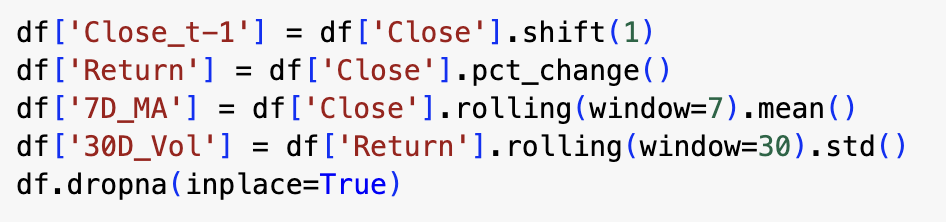 df['Close_t-1'] = df['Close'].shift(1)
df['Return'] = df['Close'].pct_change()
df['7D_MA'] = df['Close'].rolling(window=7).mean()
df['30D_Vol'] = df['Return'].rolling(window=30).std()
df.dropna(inplace=True)